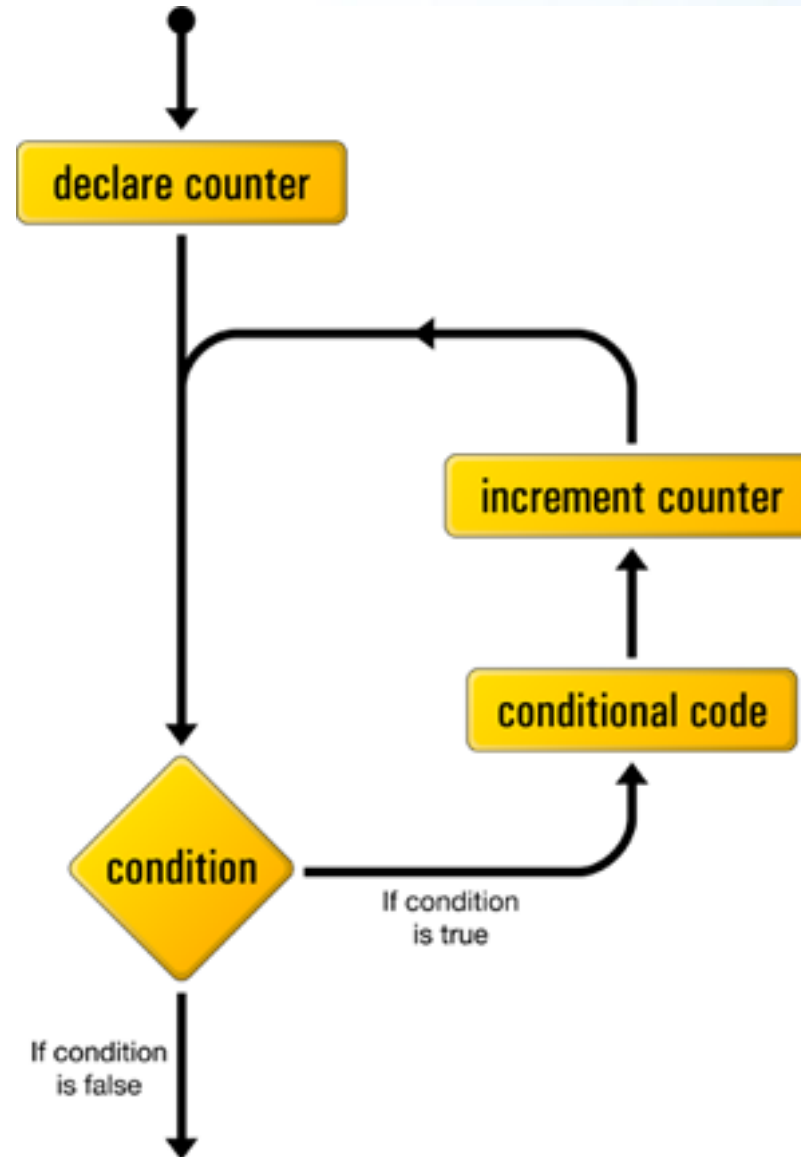 declare counter
increment counter
conditional code
condition
If condition
is true
If condition
is false